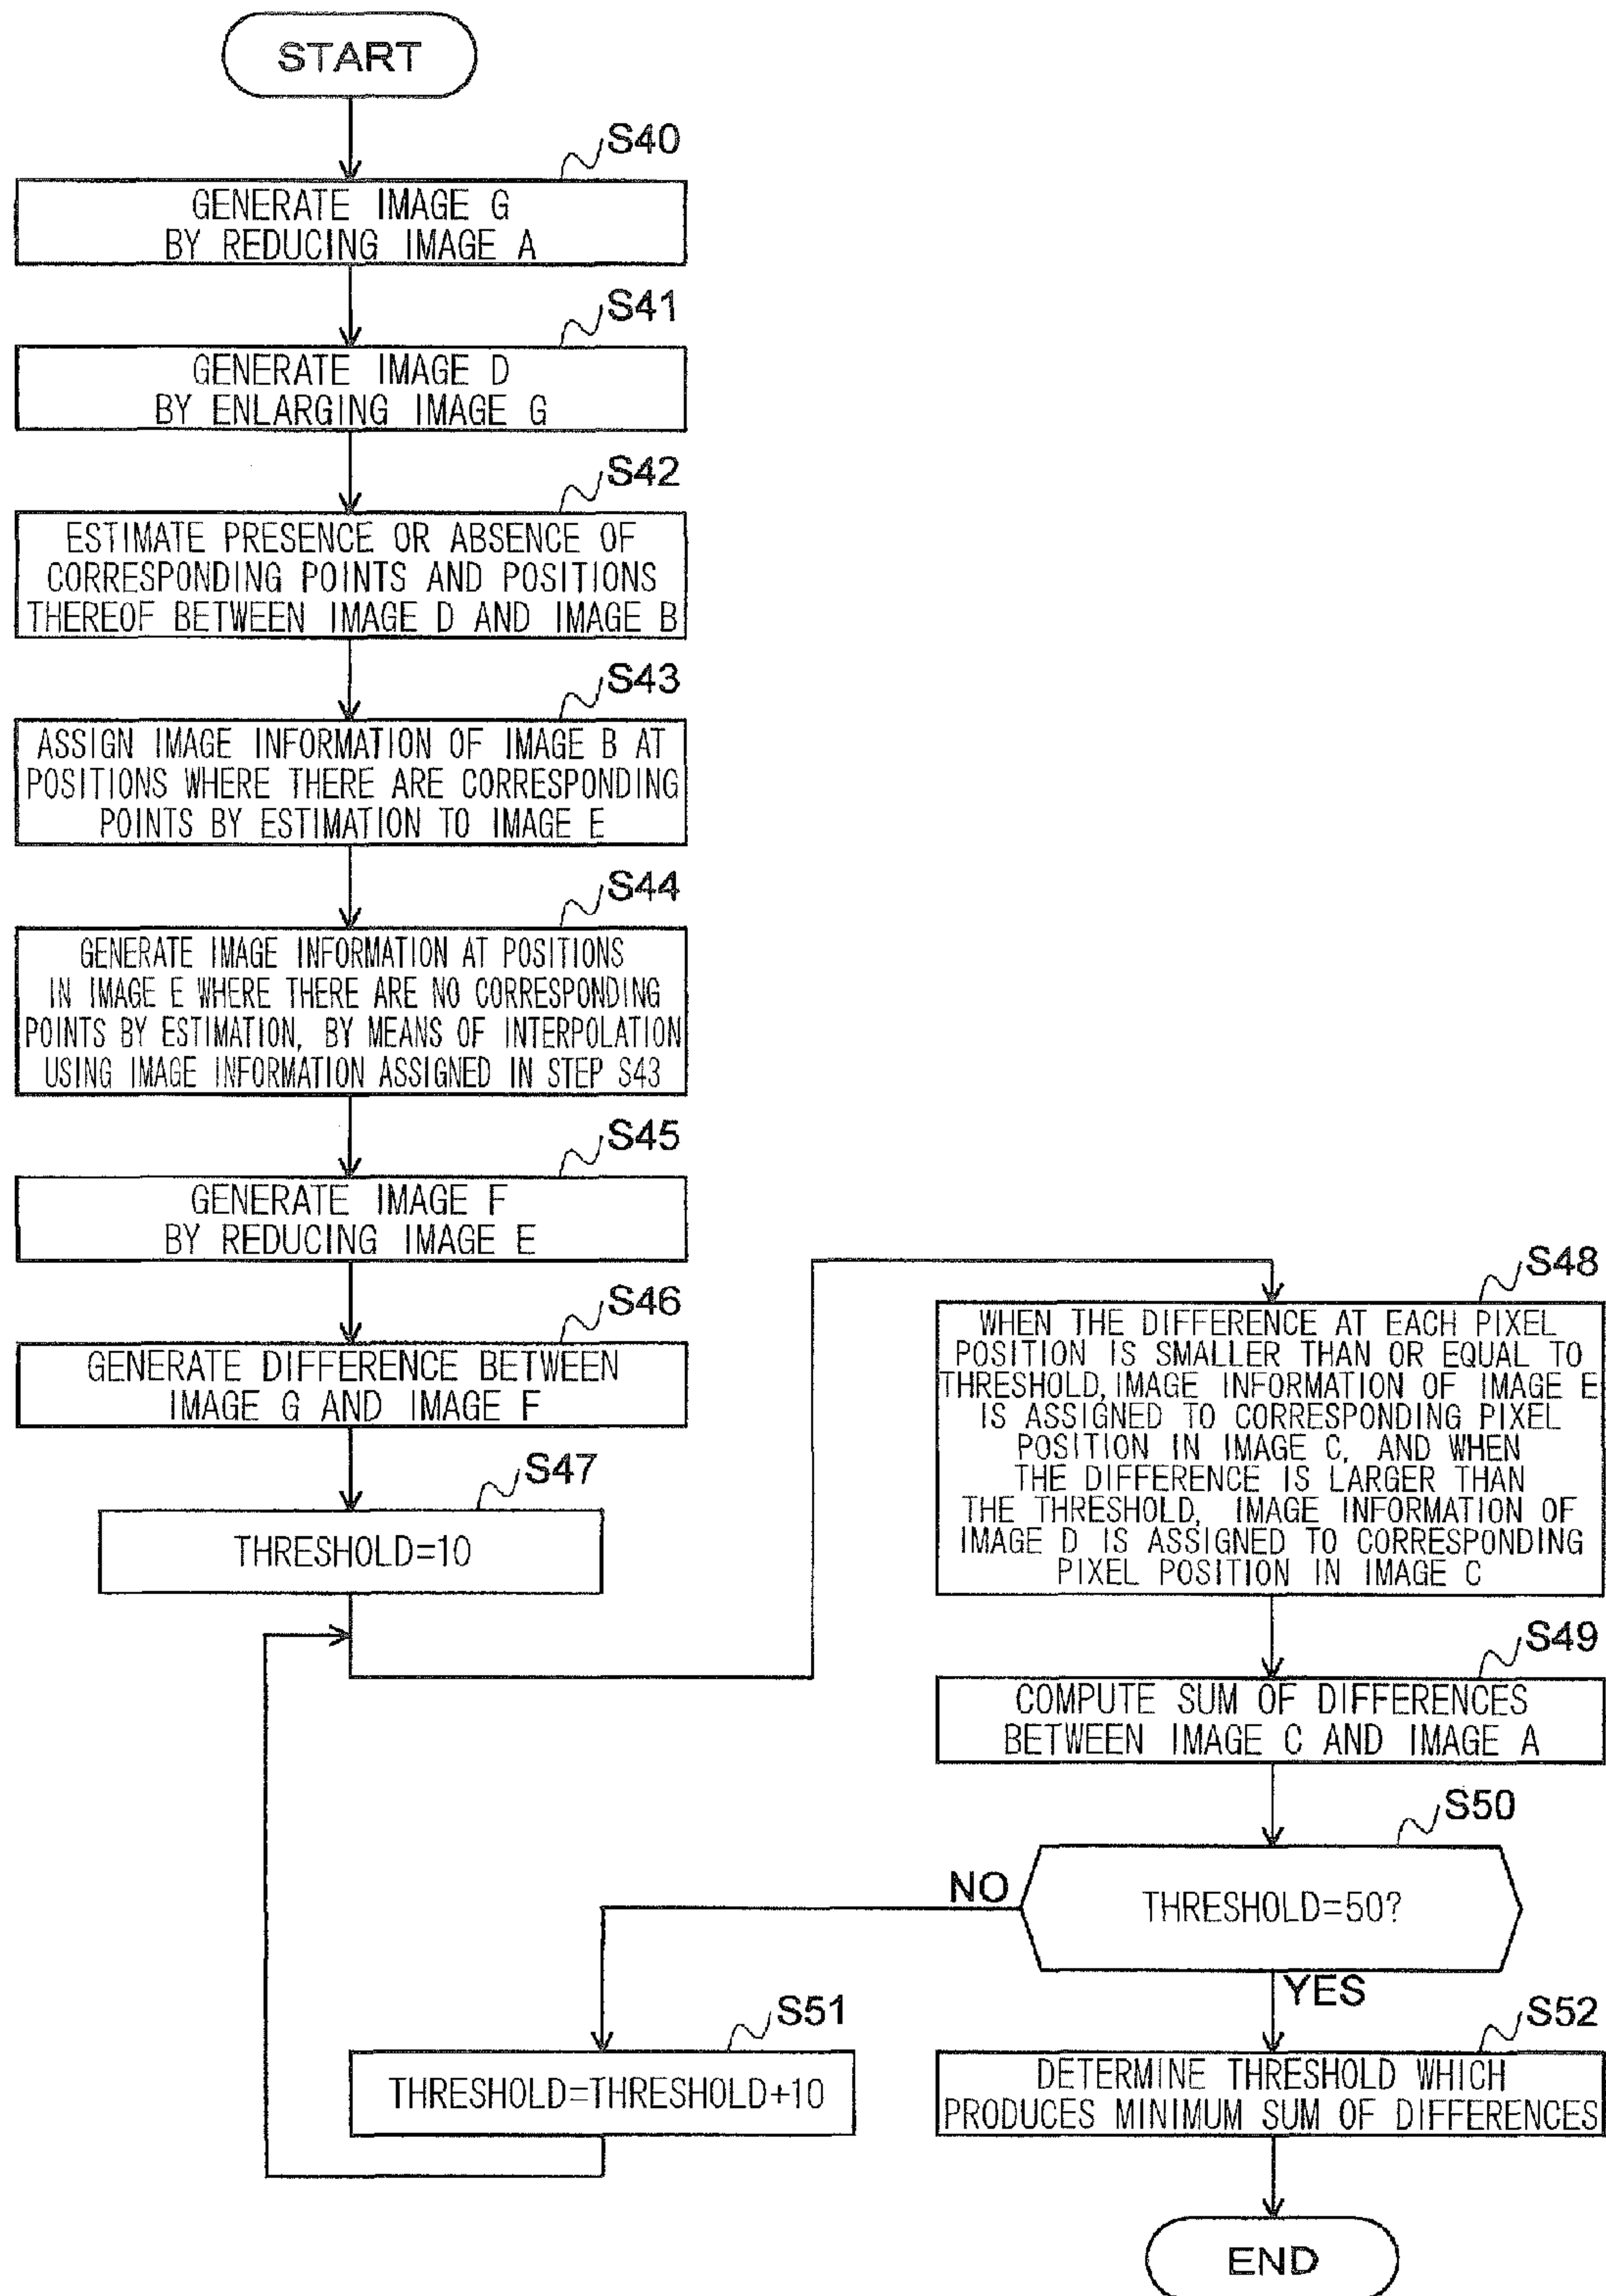 START
S40
GENERATE IMAGE G
BY REDUCING IMAGE A
S41
GENERATE IMAGE D
BY ENLARGING IMAGE G
S42
ESTIMATE PRESENCE OR ABSENCE OF
CORRESPONDING POINTS AND POSITIONS
THEREOF BETWEEN IMAGE D AND IMAGE B
S43
ASSIGN IMAGE INFORMATION OF IMAGE B AT
POSITIONS WHERE THERE ARE CORRESPONDING
POINTS BY ESTIMATION TO IMAGE E
S44
GENERATE IMAGE INFORMATION AT POSITIONS
IN IMAGE E WHERE THERE ARE NO CORRESPONDING
POINTS BY ESTIMATION, BY MEANS OF INTERPOLATION
USING IMAGE INFORMATION ASSIGNED IN STEP S43
S45
GENERATE IMAGE F
BY REDUCING IMAGE E
S46
GENERATE DIFFERENCE BETWEEN
IMAGE G AND IMAGE F
S47
THRESHOLD=10
S48
WHEN THE DIFFERENCE AT EACH PIXEL
POSITION IS SMALLER THAN OR EQUAL TO
THRESHOLD, IMAGE INFORMATION OF IMAGE E
IS ASSIGNED TO CORRESPONDING PIXEL
POSITION IN IMAGE C, AND WHEN
THE DIFFERENCE IS LARGER THAN
THE THRESHOLD, IMAGE INFORMATION OF
IMAGE D IS ASSIGNED TO CORRESPONDING
PIXEL POSITION IN IMAGE C
S49
COMPUTE SUM OF DIFFERENCES
BETWEEN IMAGE C AND IMAGE A
S50
THRESHOLD=50?
NO
YES
S51
THRESHOLD=THRESHOLD+10
S52
DETERMINE THRESHOLD WHICH
PRODUCES MINIMUM SUM OF DIFFERENCES
END